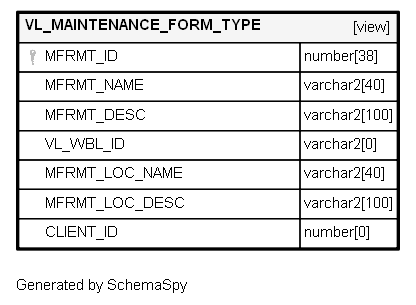 VL_MAINTENANCE_FORM_TYPE [view]
MFRMT_ID number[38]
MFRMT_NAME varchar2[40]
MFRMT_DESC varchar2[100]
VL_WBL_ID varchar2[0]
MFRMT_LOC_NAME varchar2[40]
MFRMT_LOC_DESC varchar2[100]
CLIENT_ID number[0]
Generated by SchemaSpy